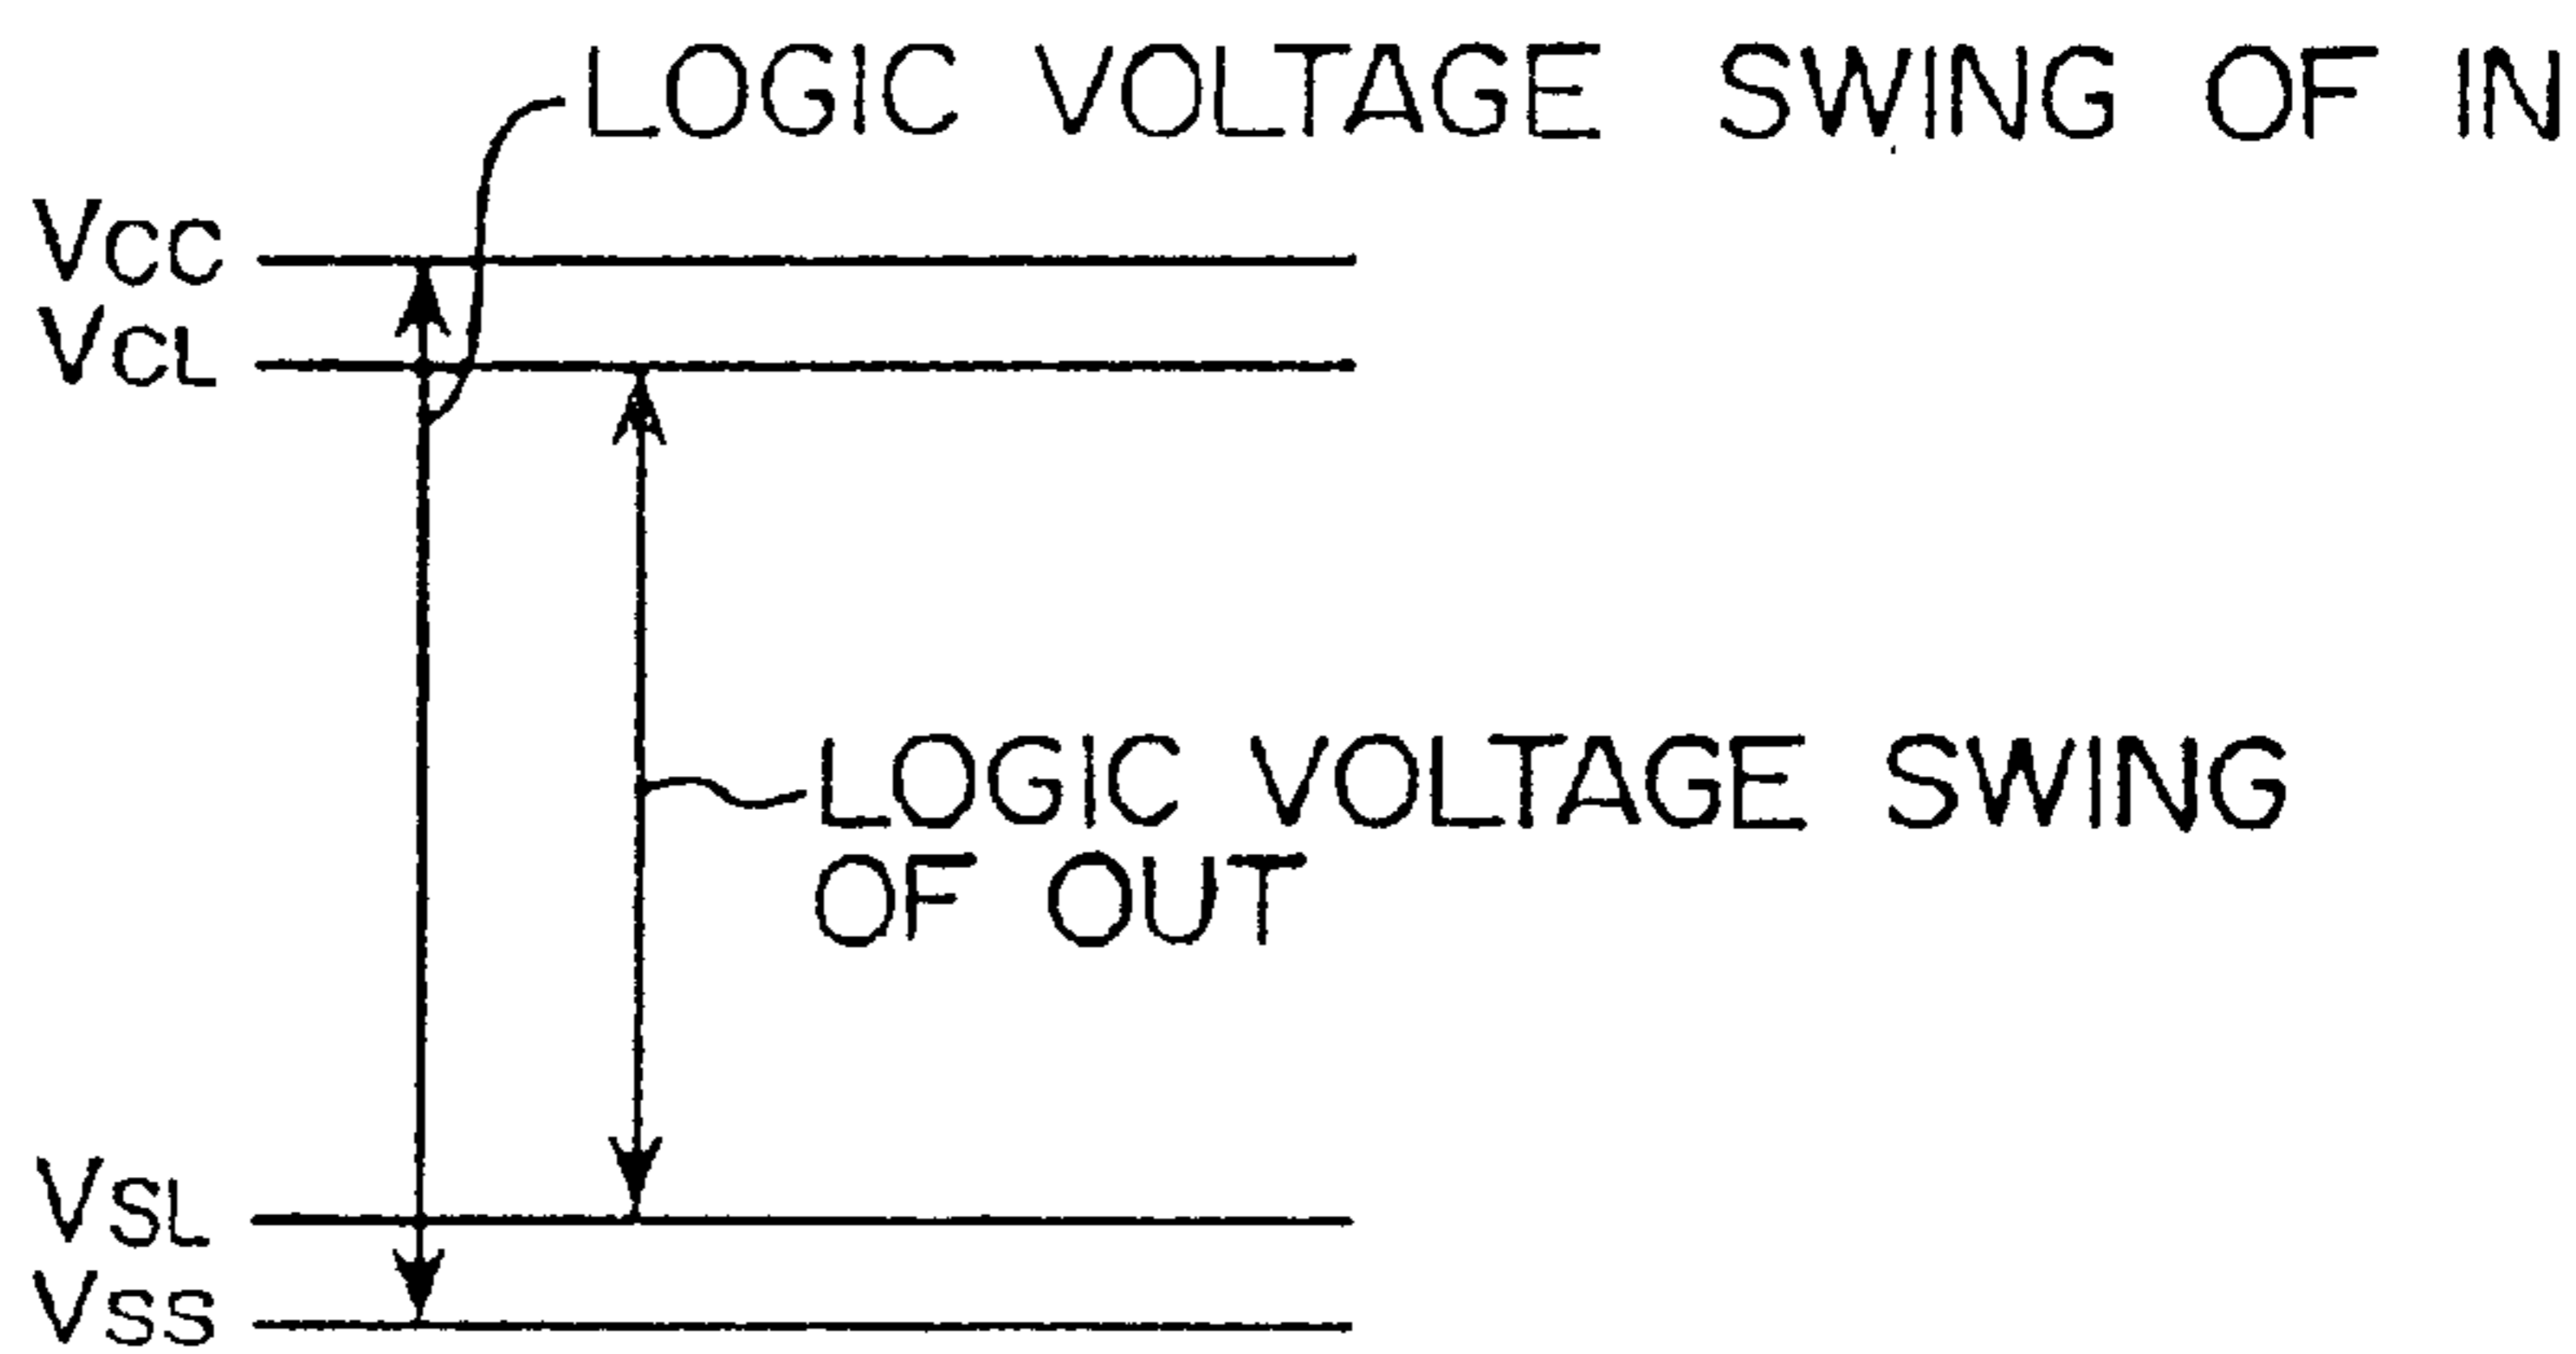 LOGIC VOLTAGE SWING OF IN
VCC
VCL
LOGIC VOLTAGE SWING
OF OUT
VSL
VSS